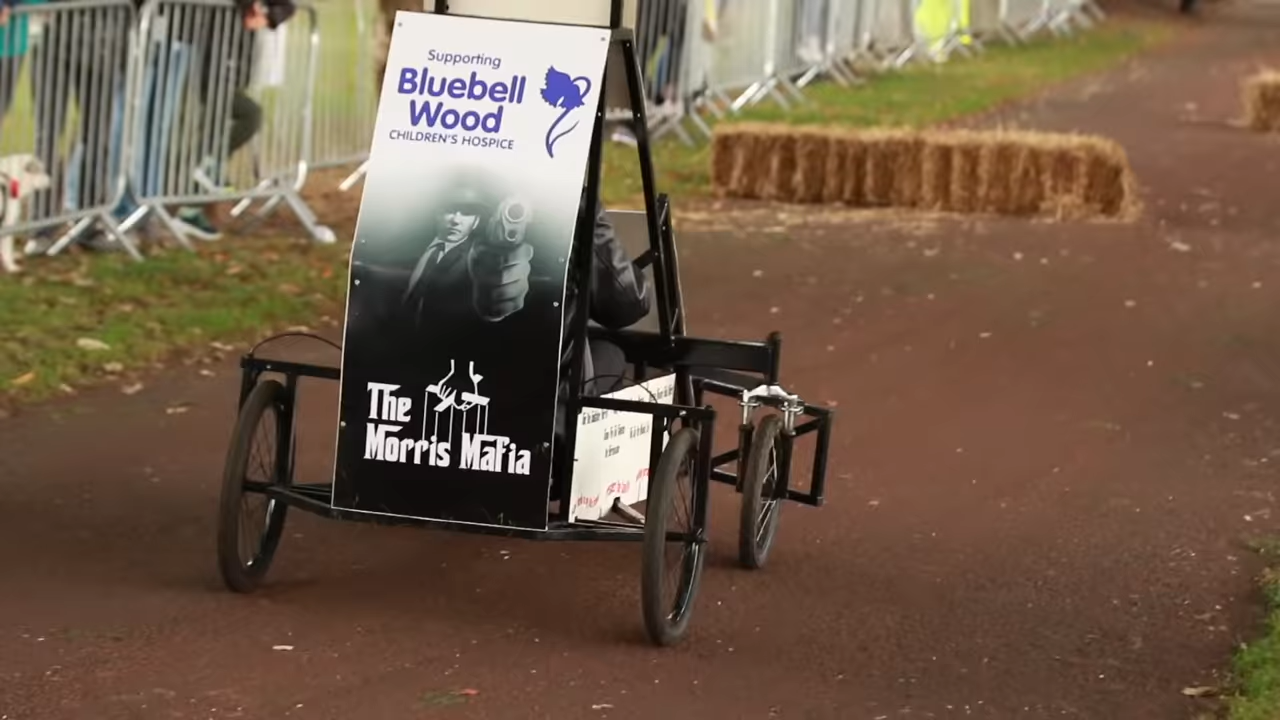 Supporting
Bluebell
Wood
CHILDREN'S HOSPICE
The
Morris Mafia